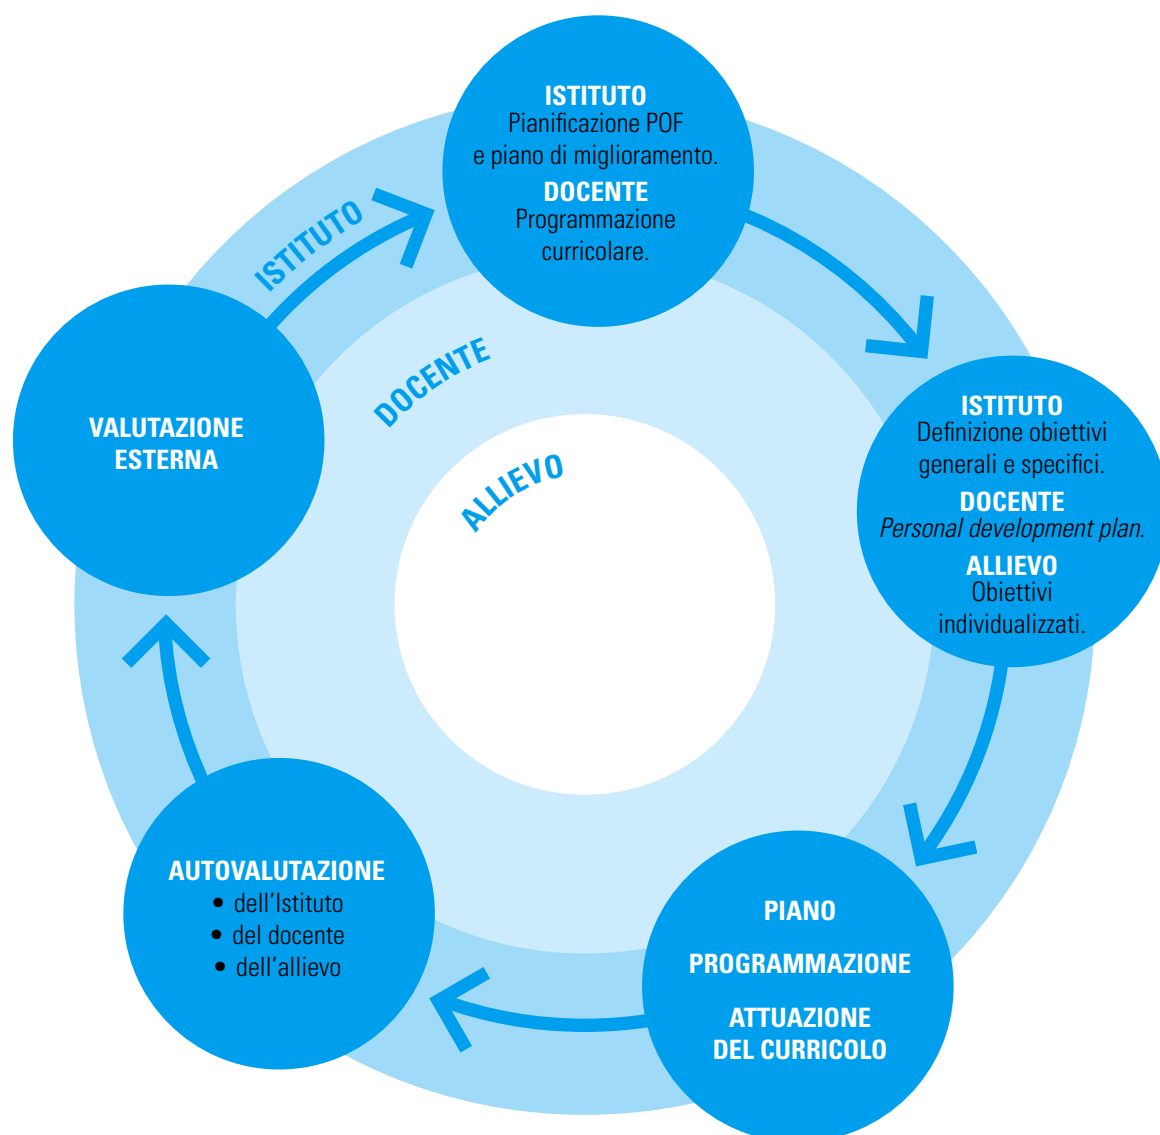 ISTITUTO
Pianificazione POF
e piano di miglioramento.
DOCENTE
Programmazione
curricolare.
ISTITUTO
DOCENTE
ALLIEVO
VALUTAZIONE
ESTERNA
ISTITUTO
Definizione obiettivi
generali e specifici.
DOCENTE
Personal development plan.
ALLIEVO
Obiettivi
individualizzati.
AUTOVALUTAZIONE
• dell'Istituto
• del docente
• dell'allievo
PIANO
PROGRAMMAZIONE
ATTUAZIONE
DEL CURRICOLO